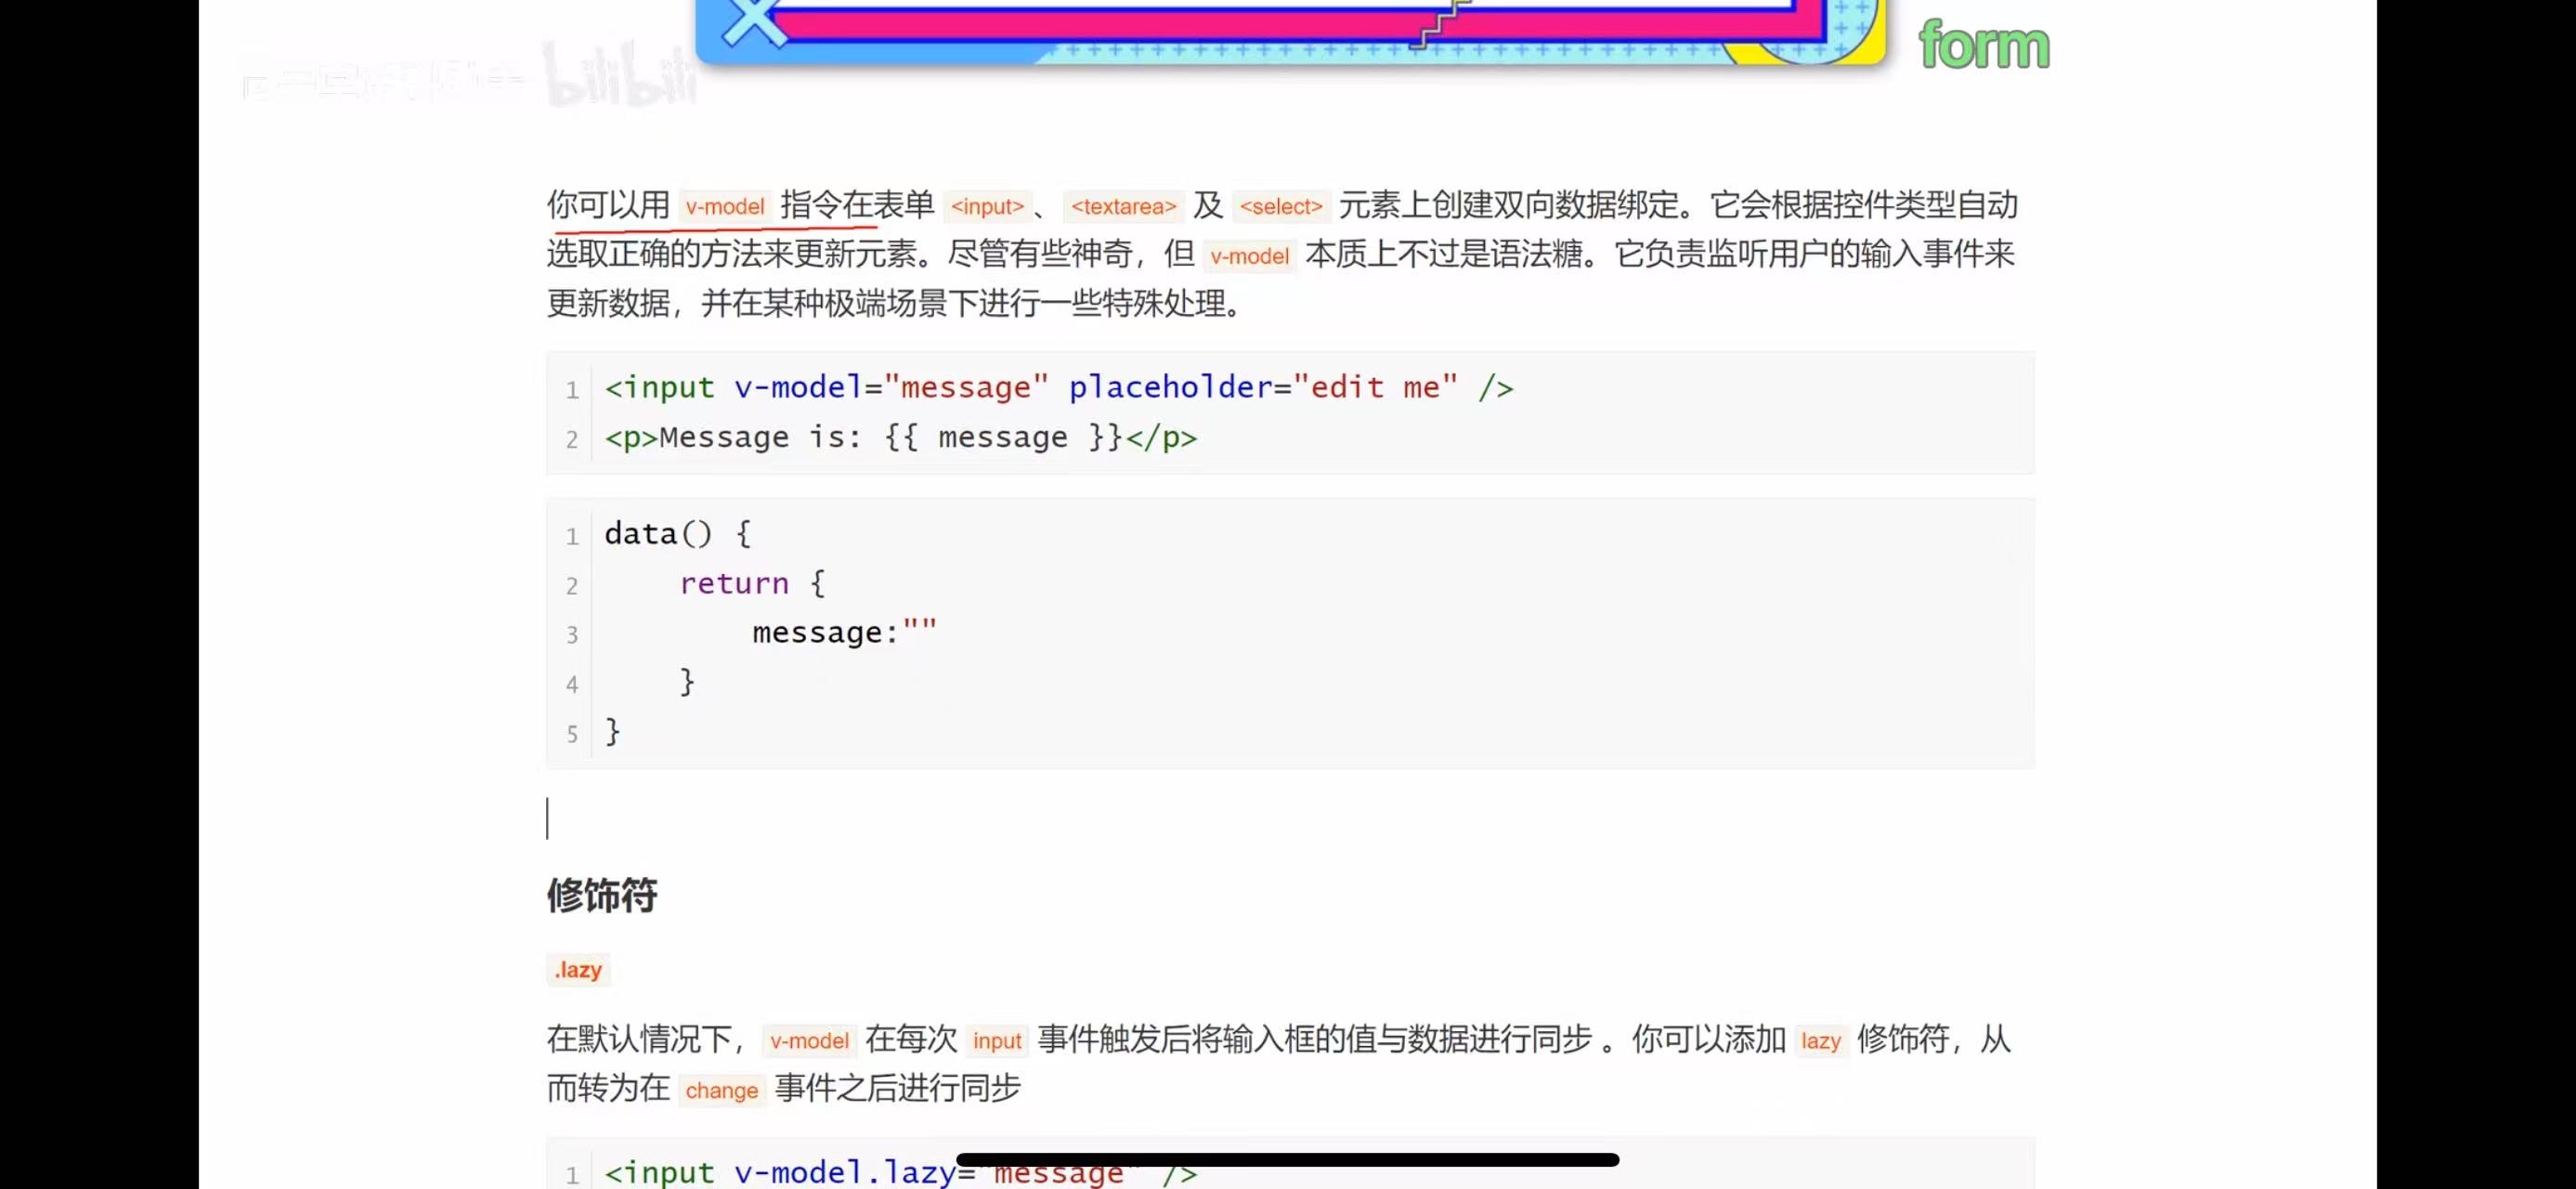 form
bilibili
你可以用 v-model 指令在表单 <input>、<textarea> 及 <select> 元素上创建双向数据绑定。它会根据控件类型自动
选取正确的方法来更新元素。尽管有些神奇，但 v-model 本质上不过是语法糖。它负责监听用户的输入事件来
更新数据，并在某种极端场景下进行一些特殊处理。
1 <input v-model="message" placeholder="edit me" />
2 <p>Message is: {{ message }}</p>
1 data() {
2 return {
3 message:""
4 }
5 }
修饰符
.lazy
在默认情况下，v-model 在每次 input 事件触发后将输入框的值与数据进行同步 。你可以添加 lazy 修饰符，从
而转为在 change 事件之后进行同步
1 <input v-model.lazy="message" />